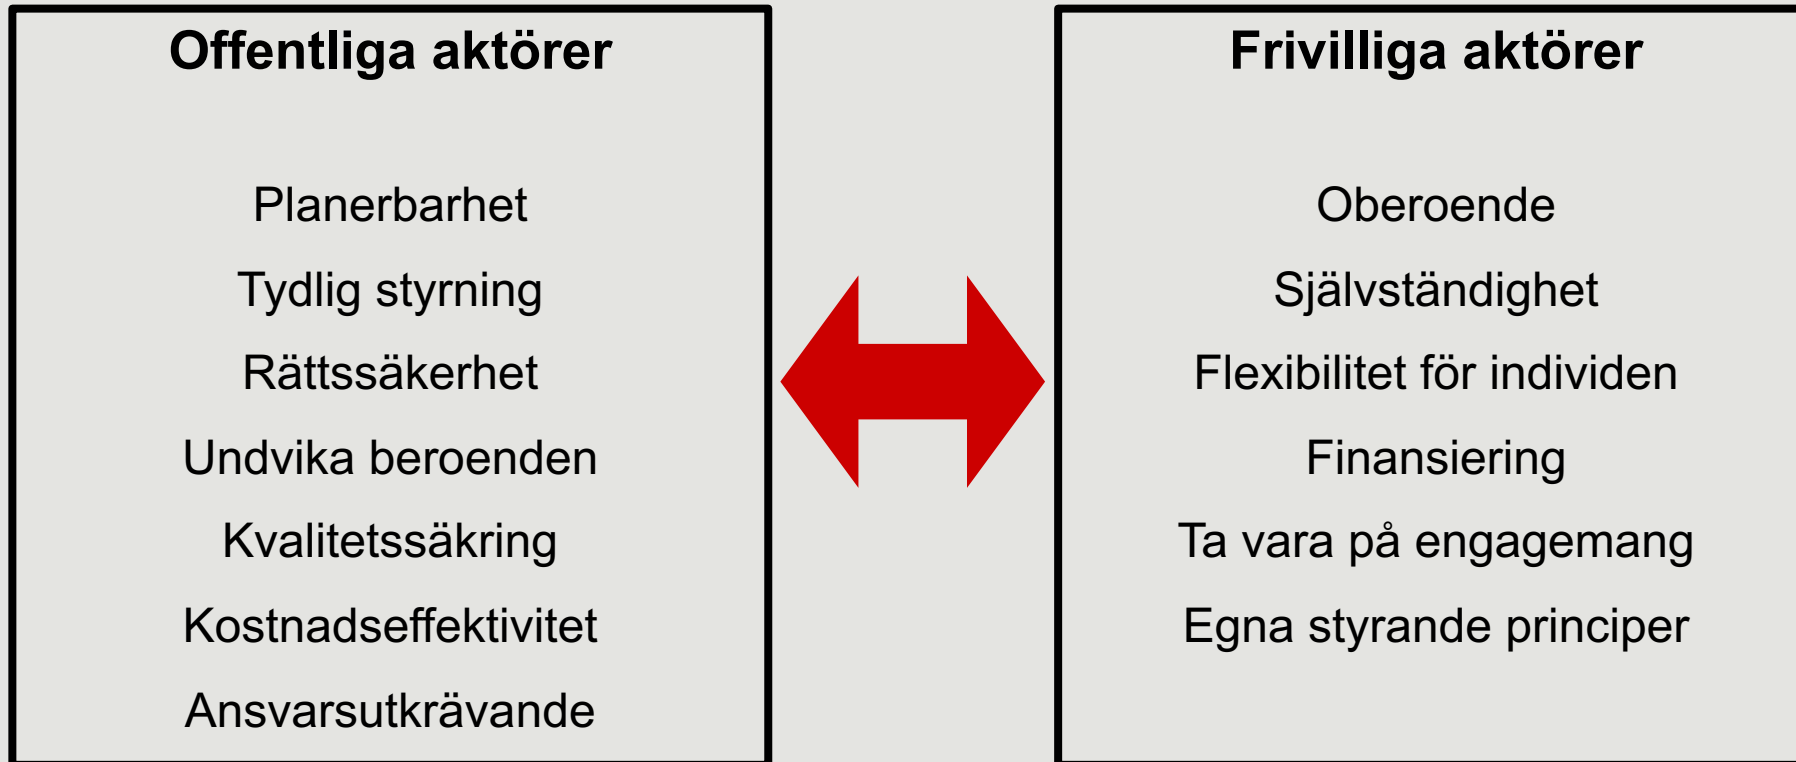 Offentliga aktörer
Planerbarhet
Tydlig styrning
Rättssäkerhet
Undvika beroenden
Kvalitetssäkring
Kostnadseffektivitet
Ansvarsutkrävande
Frivilliga aktörer
Oberoende
Självständighet
Flexibilitet för individen
Finansiering
Ta vara på engagemang
Egna styrande principer